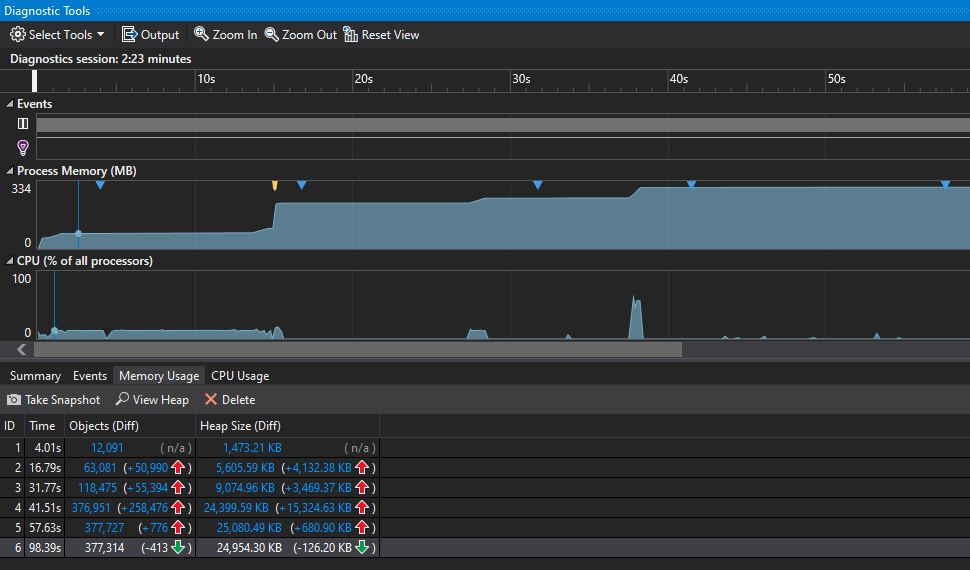 Diagnostic Tools
Select Tools Output Zoom In Zoom Out Reset View
Diagnostics session: 2:23 minutes
10s 20s 30s 40s 50s
Events
Process Memory (MB)
334
0
CPU (% of all processors)
100
0
Summary Events Memory Usage CPU Usage
Take Snapshot View Heap Delete
ID Time Objects (Diff) Heap Size (Diff)
1 4.01s 12,091 (n/a) 1,473.21 KB (n/a)
2 16.79s 63,081 (+50,990) 5,605.59 KB (+4,132.38 KB)
3 31.77s 118,475 (+55,394) 9,074.96 KB (+3,469.37 KB)
4 41.51s 376,951 (+258,476) 24,399.59 KB (+15,324.63 KB)
5 57.63s 377,727 (+776) 25,080.49 KB (+680.90 KB)
6 98.39s 377,314 (-413) 24,954.30 KB (-126.20 KB)